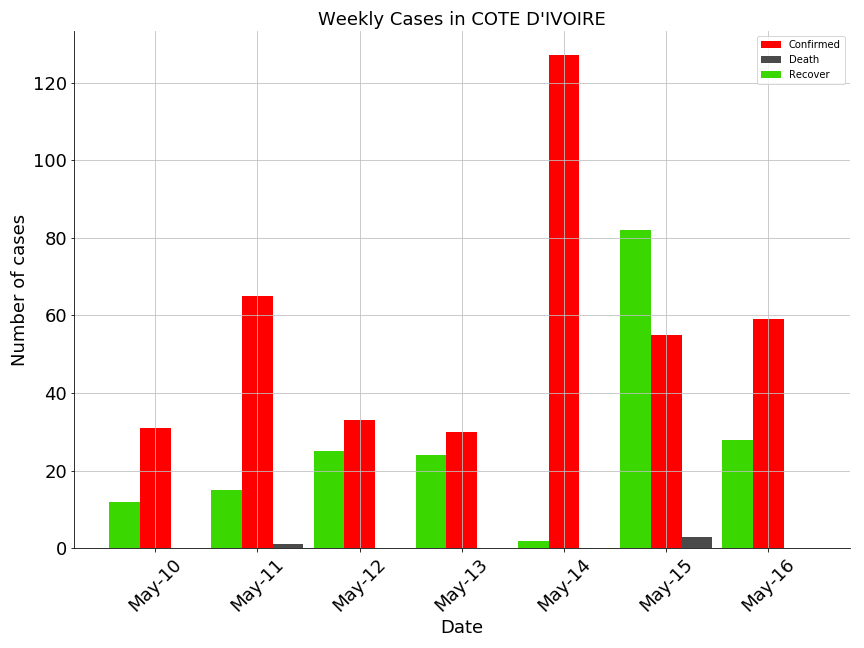 Weekly Cases in COTE D'IVOIRE
Confirmed
Death
Recover
Number of cases
120
100
80
60
40
20
0
May-10
May-11
May-12
May-13
May-14
May-15
May-16
Date